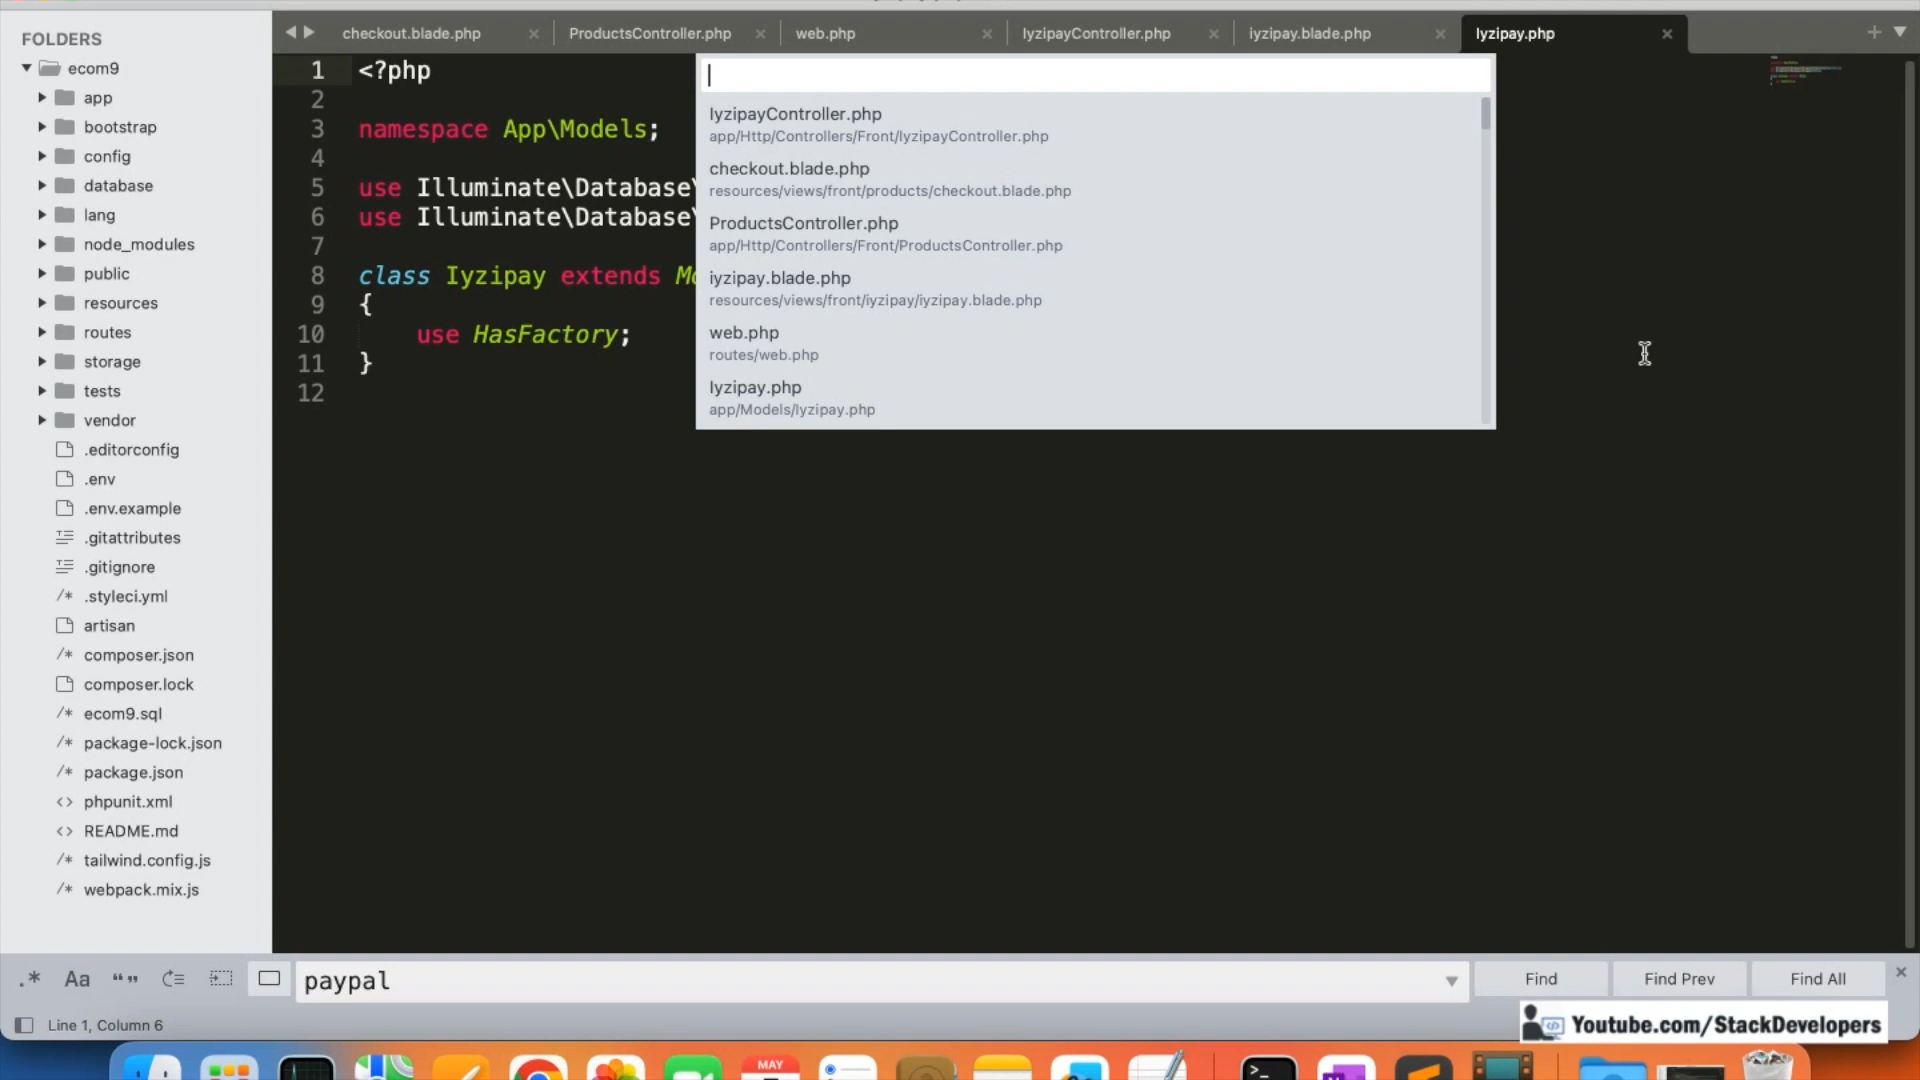 FOLDERS
ecom9
app
bootstrap
config
database
lang
node_modules
public
resources
routes
storage
tests
vendor
.editorconfig
.env
.env.example
.gitattributes
.gitignore
.styleci.yml
artisan
composer.json
composer.lock
ecom9.sql
package-lock.json
package.json
phpunit.xml
README.md
tailwind.config.js
webpack.mix.js
checkout.blade.php
ProductsController.php
web.php
IyzipayController.php
iyzipay.blade.php
Iyzipay.php
1 <?php
2
3 namespace App\Models;
4
5 use Illuminate\Database\
6 use Illuminate\Database\
7
8 class Iyzipay extends Mo
9 {
10 use HasFactory;
11 }
12
IyzipayController.php
app/Http/Controllers/Front/IyzipayController.php
checkout.blade.php
resources/views/front/products/checkout.blade.php
ProductsController.php
app/Http/Controllers/Front/ProductsController.php
iyzipay.blade.php
resources/views/front/iyzipay/iyzipay.blade.php
web.php
routes/web.php
Iyzipay.php
app/Models/Iyzipay.php
.* Aa “” paypal Find Find Prev Find All
Line 1, Column 6
Youtube.com/StackDevelopers
MAY